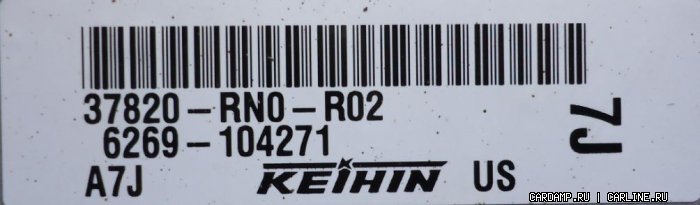 37820-RN0-R02
6269-104271
A7J KEIHIN US
7J
CARDAMP.RU | CARLINE.RU